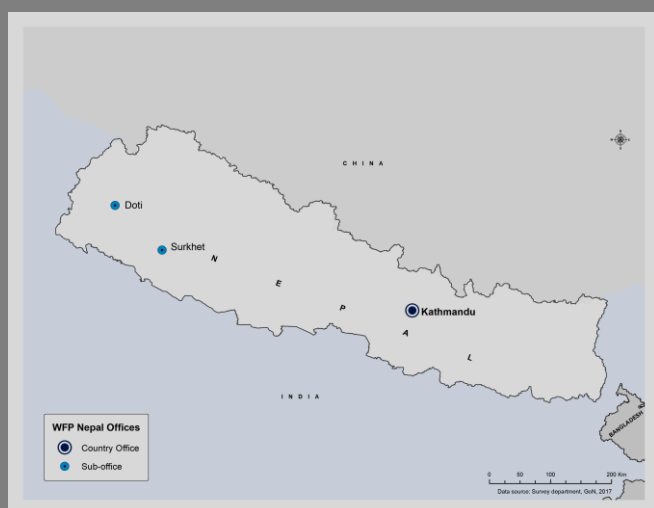 CHINA
Doti
Surkhet
NEPAL
Kathmandu
INDIA
BANGLADESH
WFP Nepal Offices
Country Office
Sub-office
0 50 100 200 Km
Data source: Survey department, GoN, 2017